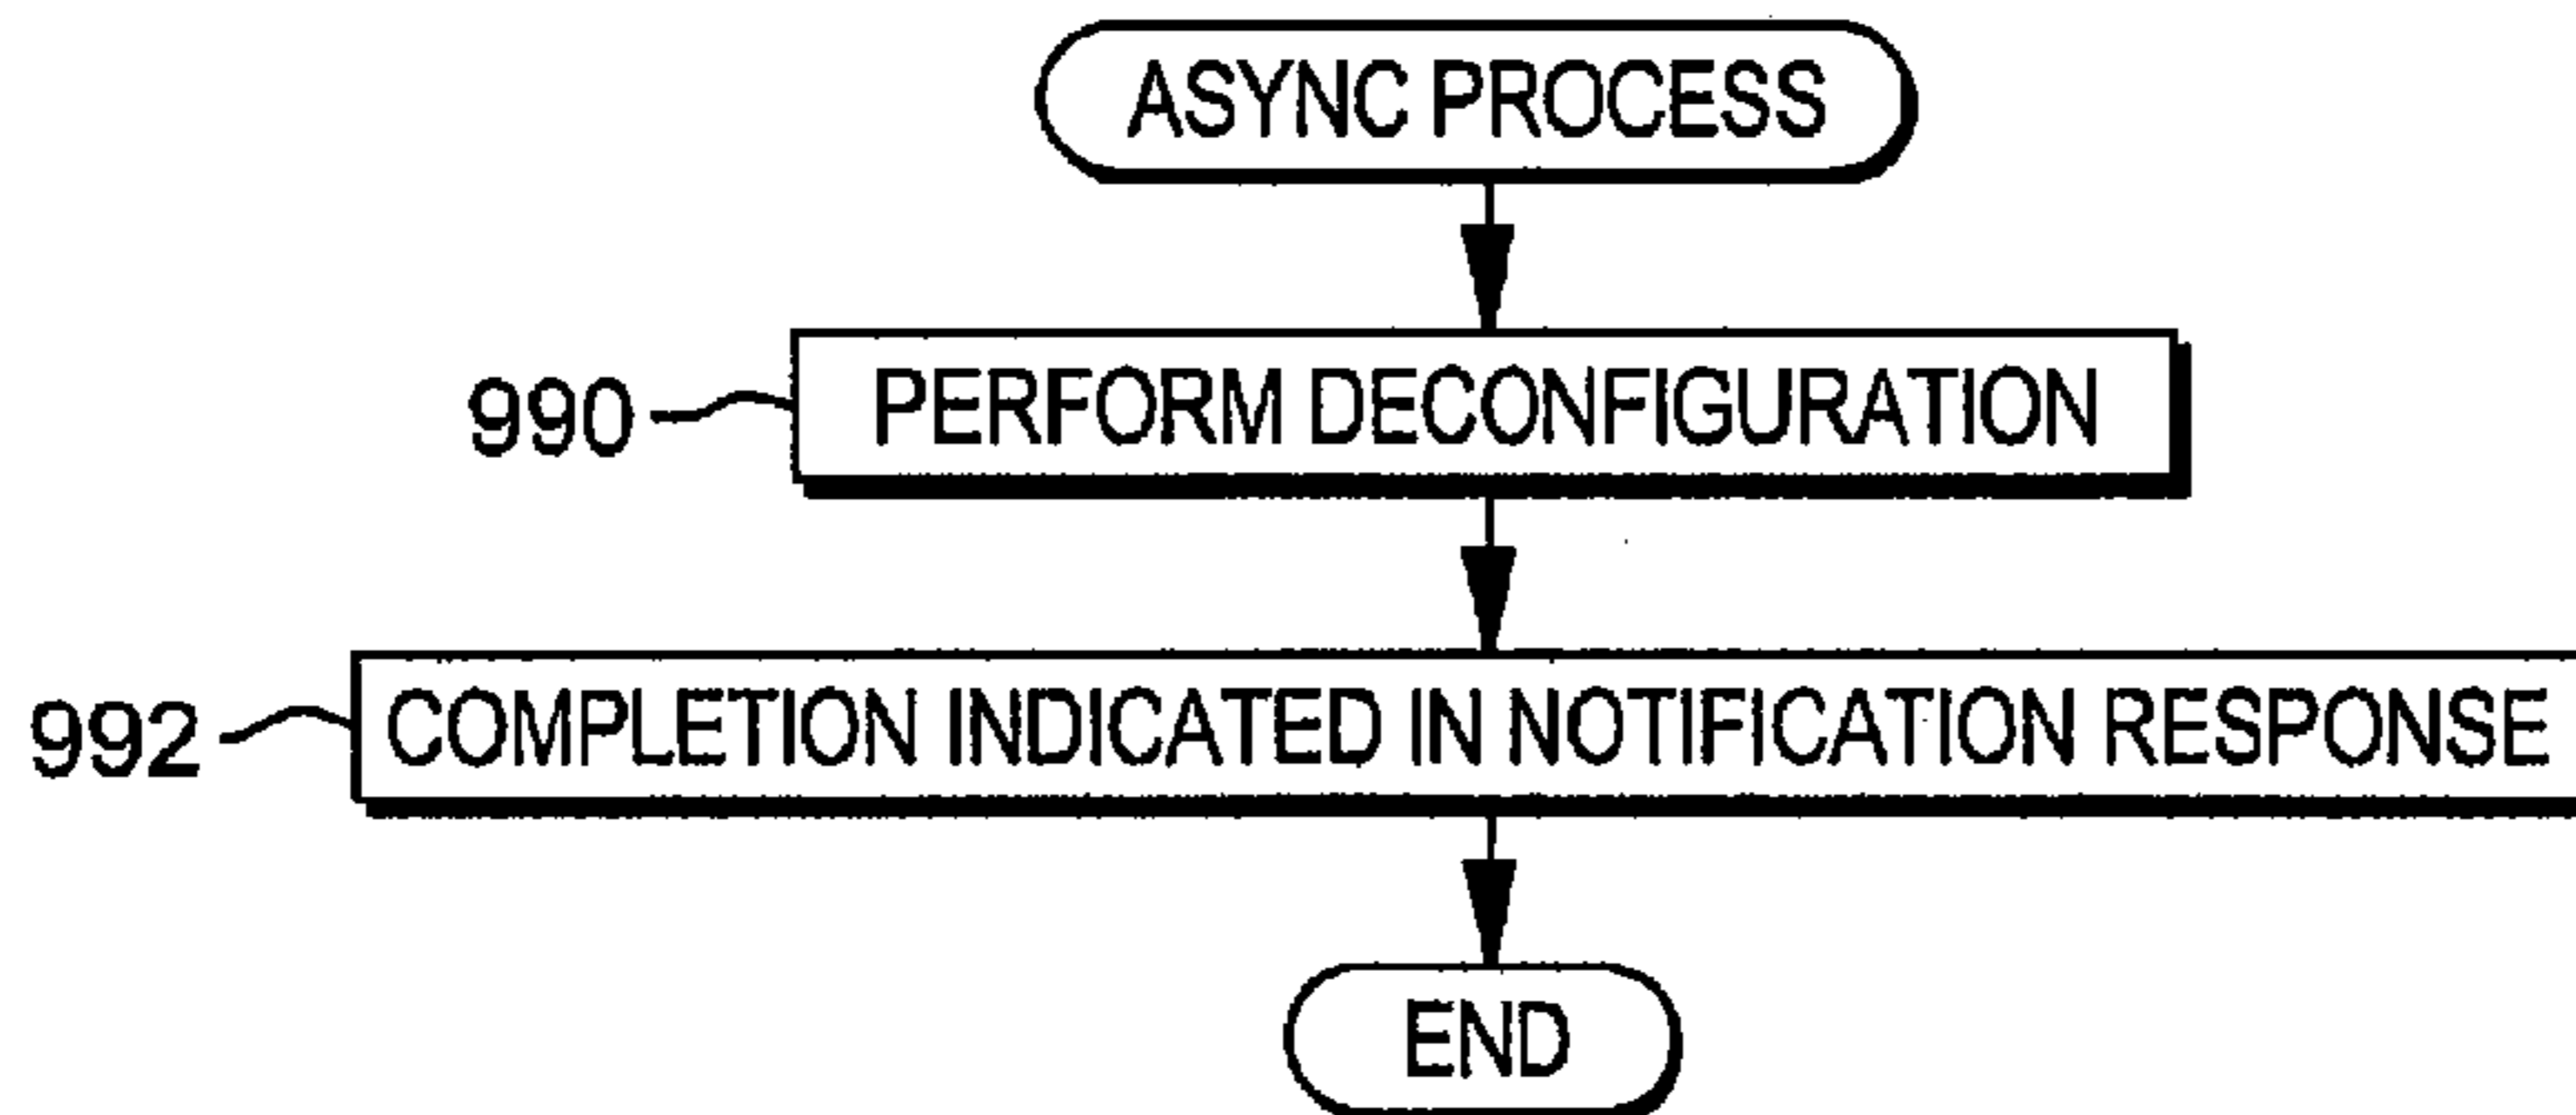 ASYNC PROCESS
990 PERFORM DECONFIGURATION
992 COMPLETION INDICATED IN NOTIFICATION RESPONSE
END